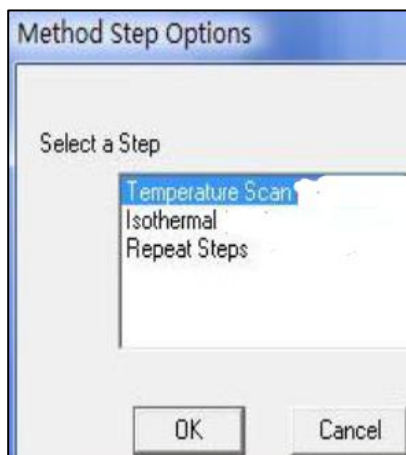 Method Step Options
Select a Step
Temperature Scan
Isothermal
Repeat Steps
OK
Cancel